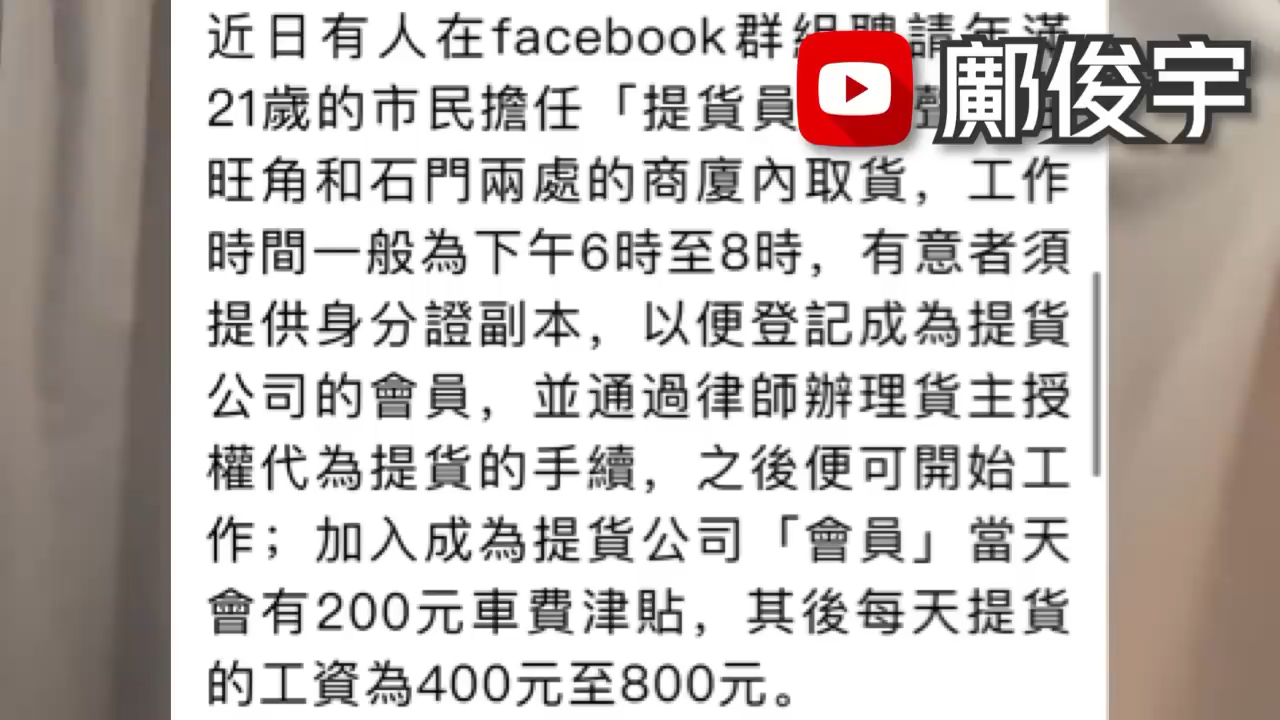 近日有人在facebook群組聘請年滿
鄺俊宇
21歲的市民擔任「提貨員
旺角和石門兩處的商廈內取貨，工作
時間一般為下午6時至8時，有意者須
提供身分證副本，以便登記成為提貨
公司的會員，並通過律師辦理貨主授
權代為提貨的手續，之後便可開始工
作；加入成為提貨公司「會員」當天
會有200元車費津貼，其後每天提貨
的工資為400元至800元。